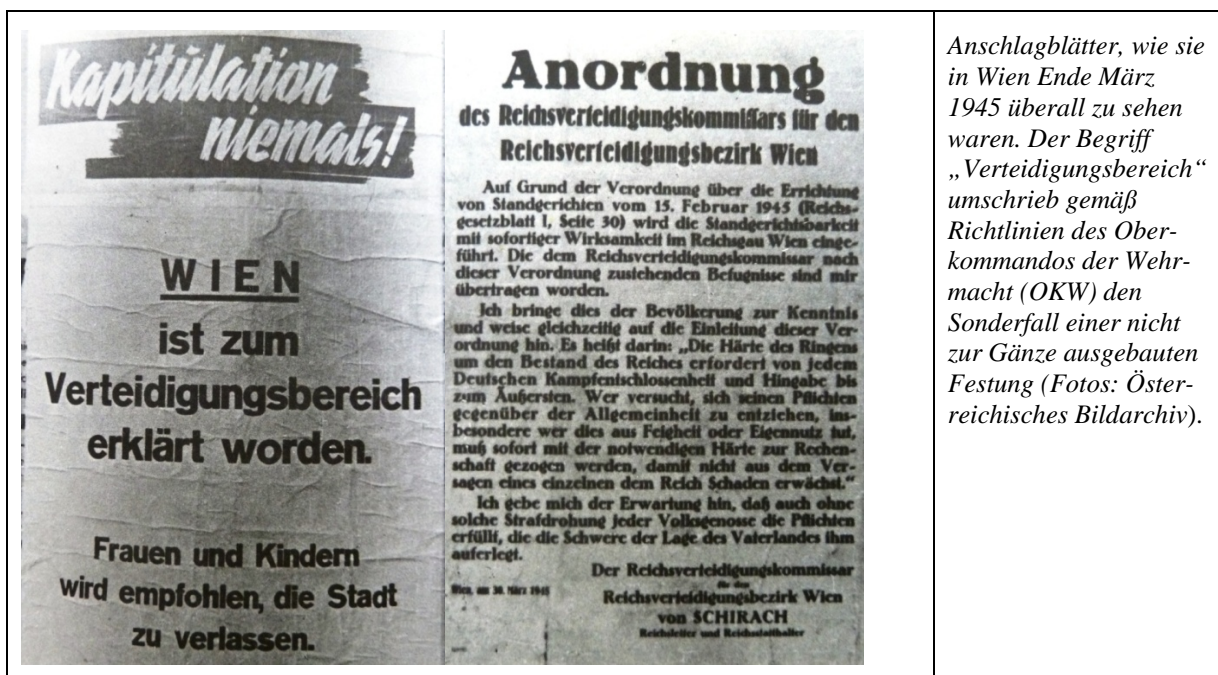 Kapitulation
niemals!
WIEN
ist zum
Verteidigungsbereich
erklärt worden.
Frauen und Kindern
wird empfohlen, die Stadt
zu verlassen.
Anordnung
des Reichsverteidigungskommissars für den
Reichsverteidigungsbezirk Wien
Auf Grund der Verordnung über die Errichtung
von Standgerichten vom 15. Februar 1945 (Reichs-
gesetzblatt I, Seite 30) wird die Standgerichtsbarkeit
mit sofortiger Wirksamkeit im Reichsgau Wien einge-
führt. Die dem Reichsverteidigungskommissar nach
dieser Verordnung zustehenden Befugnisse sind mir
übertragen worden.
Ich bringe dies der Bevölkerung zur Kenntnis
und weise gleichzeitig auf die Einleitung dieser Ver-
ordnung hin. Es heißt darin: „Die Härte des Ringens
um den Bestand des Reiches erfordert von jedem
Deutschen Kampfentschlossenheit und Hingabe bis
zum Äußersten. Wer versucht, sich seinen Pflichten
gegenüber der Allgemeinheit zu entziehen, ins-
besondere wer dies aus Feigheit oder Eigennutz tut,
muß sofort mit der notwendigen Härte zur Rechen-
schaft gezogen werden, damit nicht aus dem Ver-
sagen eines einzelnen dem Reich Schaden erwächst.“
Ich gebe mich der Erwartung hin, daß auch ohne
solche Strafdrohung jeder Volksgenosse die Pflichten
erfüllt, die die Schwere der Lage des Vaterlandes ihm
auferlegt.
Der Reichsverteidigungskommissar
für den
Wien, am 30. März 1945
Reichsverteidigungsbezirk Wien
von SCHIRACH
Reichsleiter und Reichsstatthalter
Anschlagblätter, wie sie
in Wien Ende März
1945 überall zu sehen
waren. Der Begriff
„Verteidigungsbereich“
umschrieb gemäß
Richtlinien des Ober-
kommandos der Wehr-
macht (OKW) den
Sonderfall einer nicht
zur Gänze ausgebauten
Festung (Fotos: Öster-
reichisches Bildarchiv).